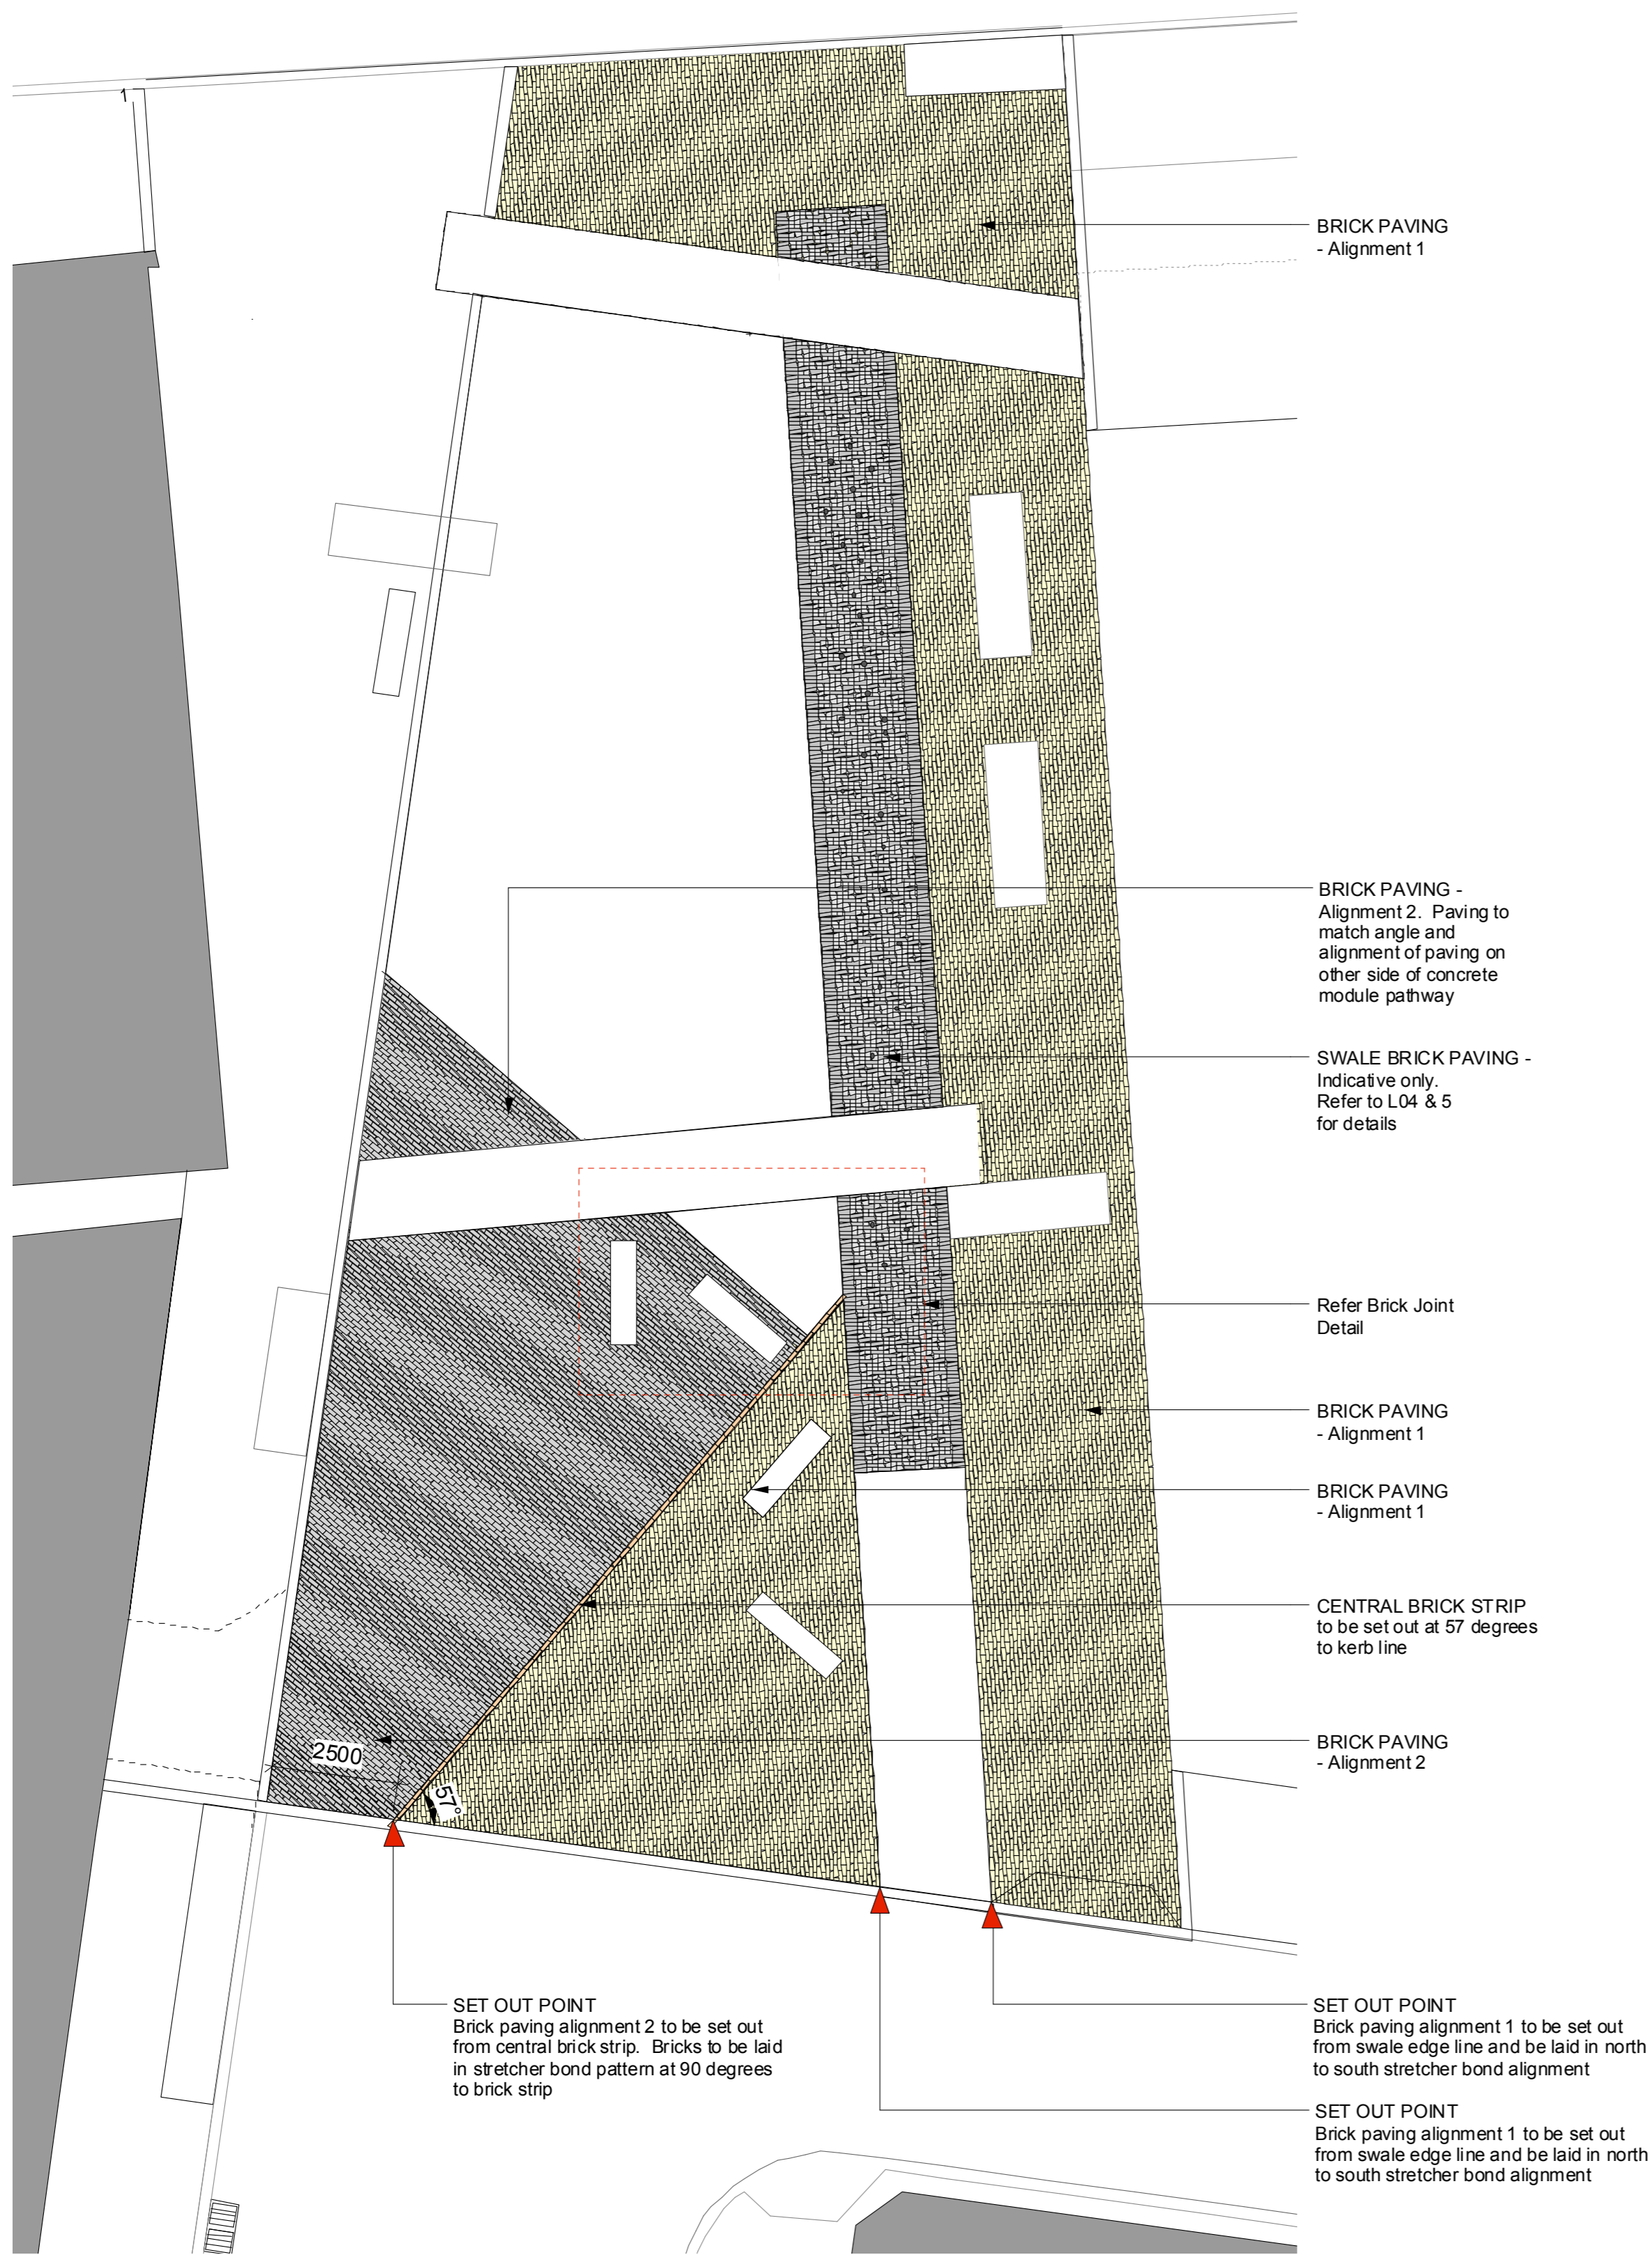 1
BRICK PAVING
- Alignment 1
BRICK PAVING -
Alignment 2. Paving to
match angle and
alignment of paving on
other side of concrete
module pathway
SWALE BRICK PAVING -
Indicative only.
Refer to L04 & 5
for details
Refer Brick Joint
Detail
BRICK PAVING
- Alignment 1
BRICK PAVING
- Alignment 1
CENTRAL BRICK STRIP
to be set out at 57 degrees
to kerb line
BRICK PAVING
- Alignment 2
2500
57°
SET OUT POINT
Brick paving alignment 2 to be set out
from central brick strip. Bricks to be laid
in stretcher bond pattern at 90 degrees
to brick strip
SET OUT POINT
Brick paving alignment 1 to be set out
from swale edge line and be laid in north
to south stretcher bond alignment
SET OUT POINT
Brick paving alignment 1 to be set out
from swale edge line and be laid in north
to south stretcher bond alignment